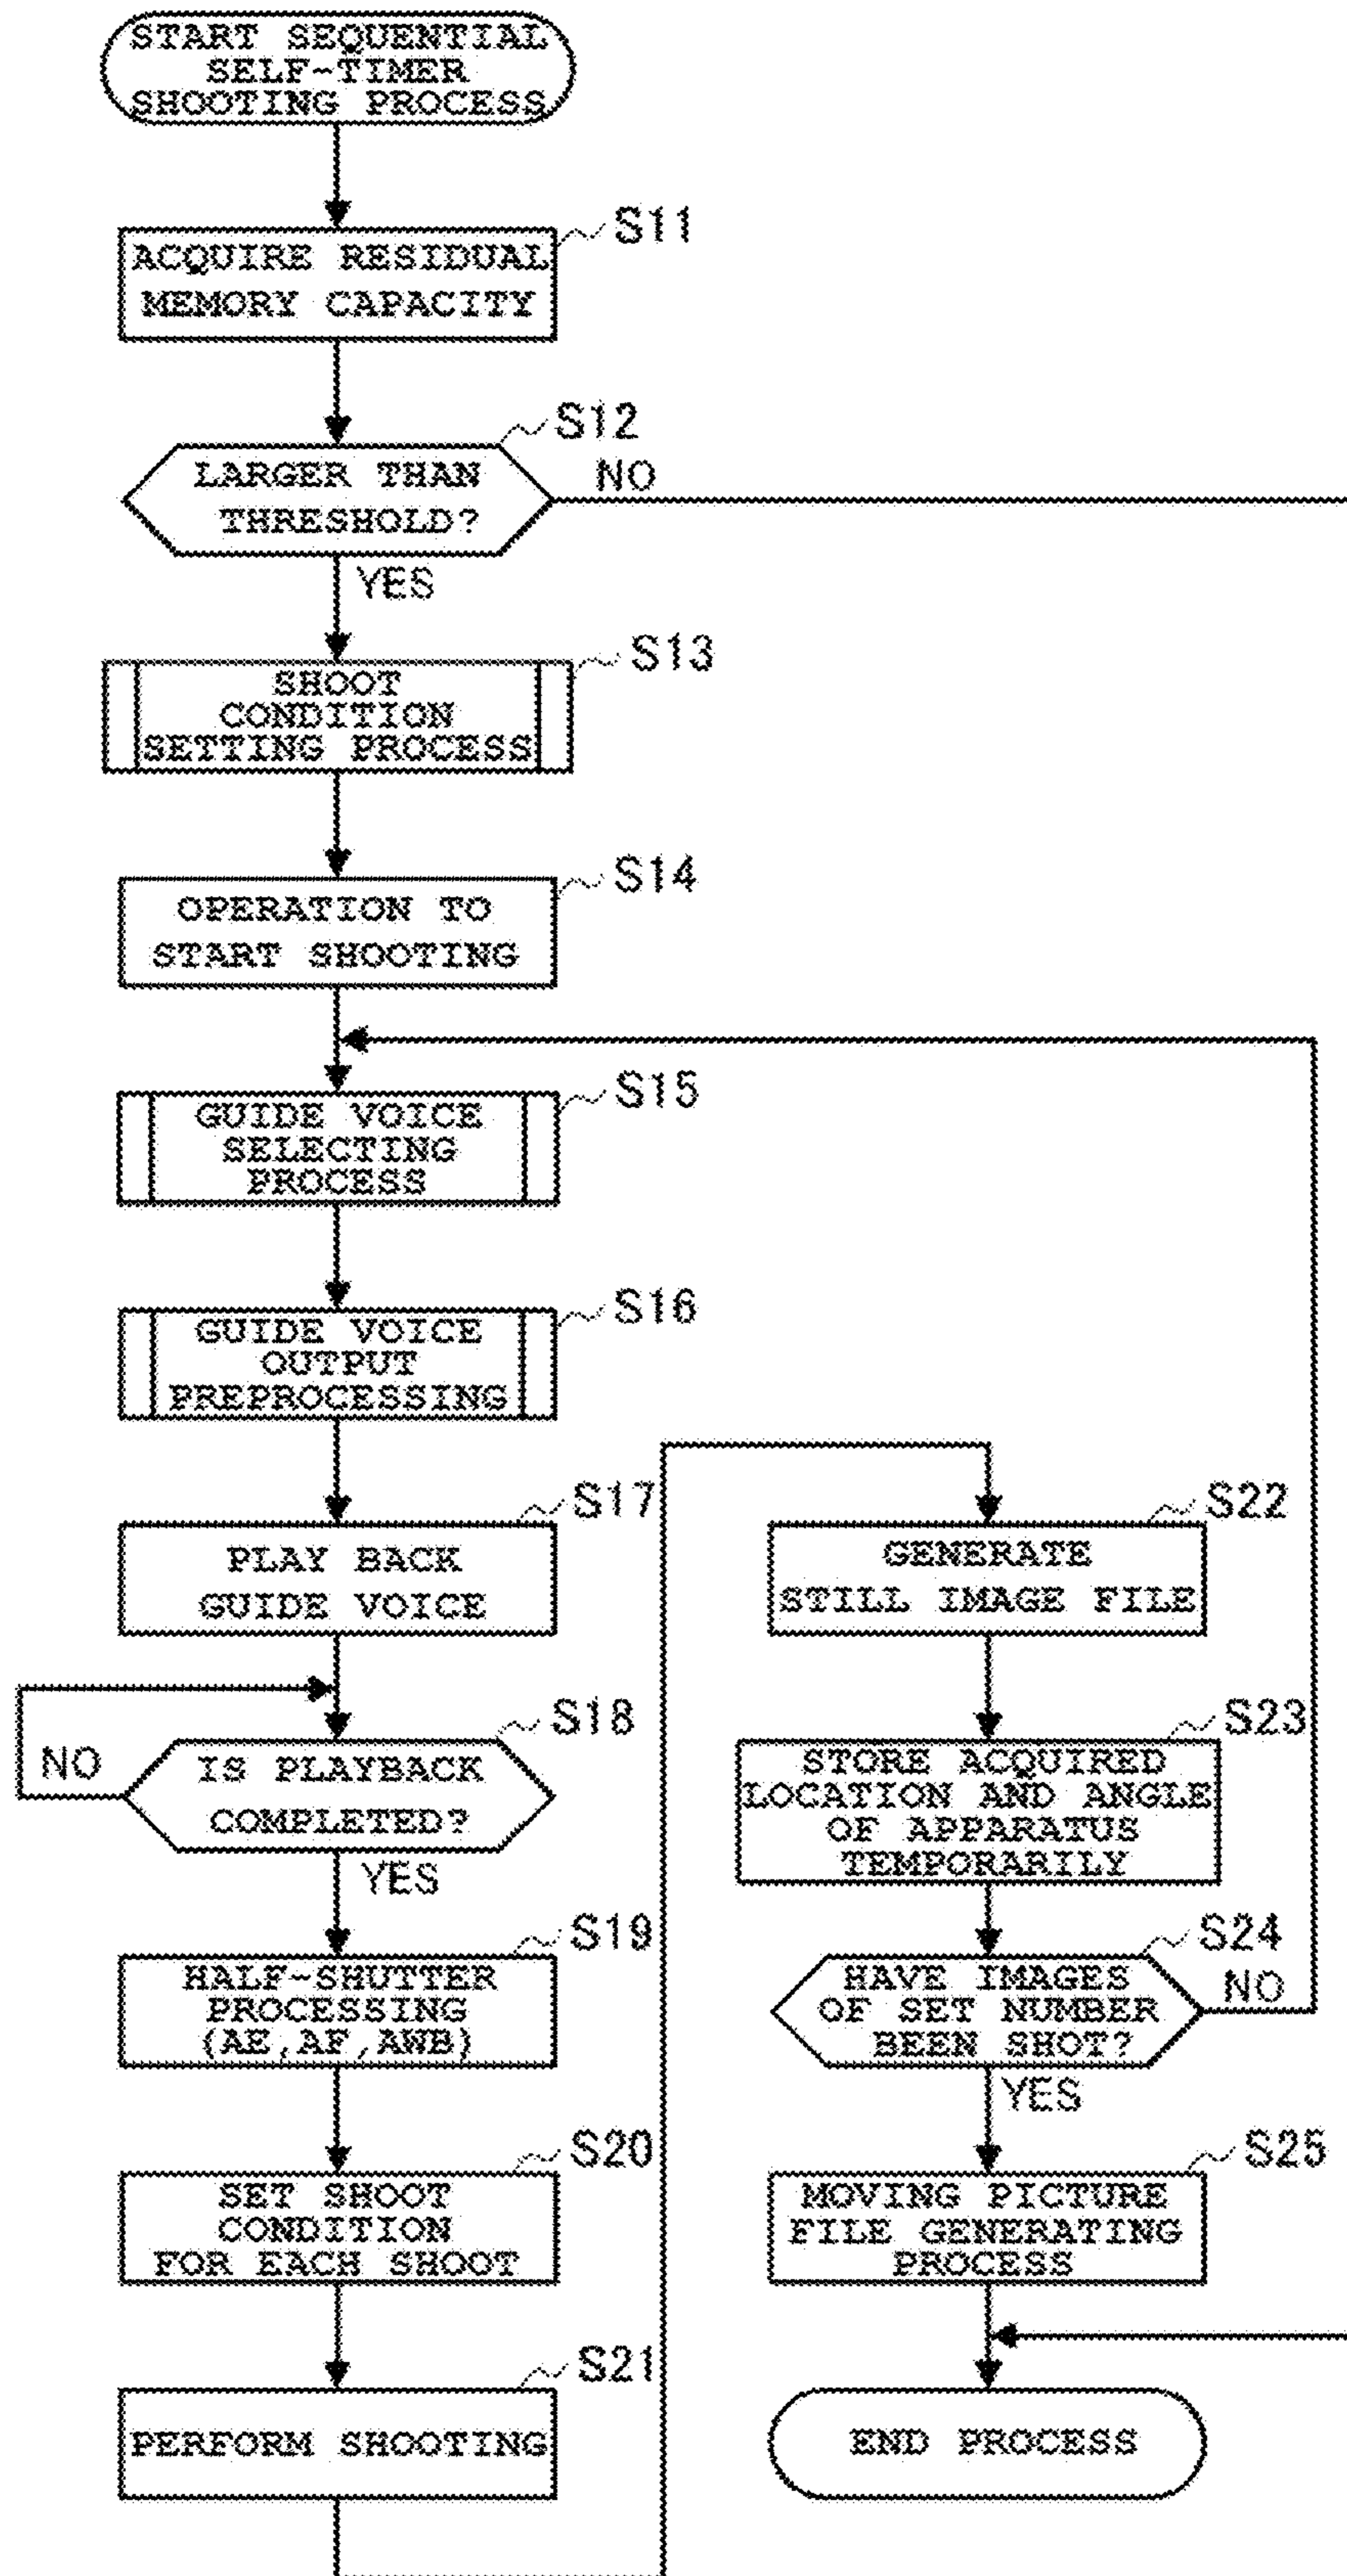 START SEQUENTIAL
SELF-TIMER
SHOOTING PROCESS
S11
ACQUIRE RESIDUAL
MEMORY CAPACITY
S12
LARGER THAN
THRESHOLD?
NO
YES
S13
SHOOT
CONDITION
SETTING PROCESS
S14
OPERATION TO
START SHOOTING
S15
GUIDE VOICE
SELECTING
PROCESS
S16
GUIDE VOICE
OUTPUT
PREPROCESSING
S17
PLAY BACK
GUIDE VOICE
S18
IS PLAYBACK
COMPLETED?
NO
YES
S19
HALF-SHUTTER
PROCESSING
(AE,AF,AWB)
S20
SET SHOOT
CONDITION
FOR EACH SHOOT
S21
PERFORM SHOOTING
S22
GENERATE
STILL IMAGE FILE
S23
STORE ACQUIRED
LOCATION AND ANGLE
OF APPARATUS
TEMPORARILY
S24
HAVE IMAGES
OF SET NUMBER
BEEN SHOT?
NO
YES
S25
MOVING PICTURE
FILE GENERATING
PROCESS
END PROCESS